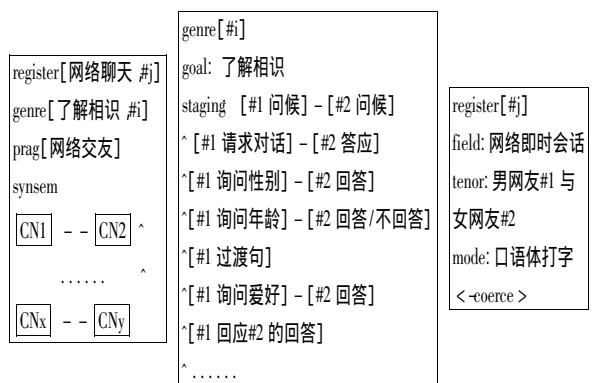 register[网络聊天,#j]
genre[了解相识,#i]
prag[网络交友]
synsem
CN1 – – CN2 ^
...... ^
CNx – – CNy
genre[#i]
goal: 了解相识
staging [#1 问候] – [#2 问候]
^ [#1 请求对话] – [#2 答应]
^[#1 询问性别] – [#2 回答]
^[#1 询问年龄] – [#2 回答/不回答]
^[#1 过渡句]
^[#1 询问爱好] – [#2 回答]
^[#1 回应#2 的回答]
^......
register[#j]
field: 网络即时会话
tenor: 男网友#1 与
女网友#2
mode: 口语体打字
<-coerce>